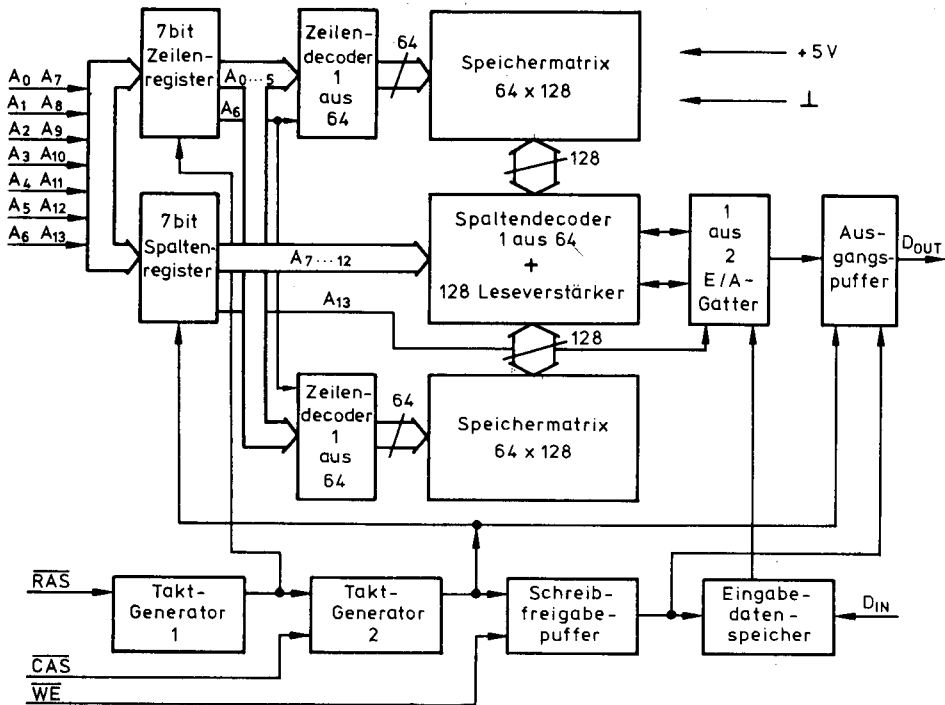 A0 A7
A1 A8
A2 A9
A3 A10
A4 A11
A5 A12
A6 A13
7bit
Zeilen-
register
A0...5
A6
Zeilen-
decoder
1
aus
64
64
Speichermatrix
64 x 128
+5V
⊥
128
7bit
Spalten-
register
A7...12
A13
Spaltendecoder
1 aus 64
+
128 Leseverstärker
1
aus
2
E/A-
Gatter
Aus-
gangs-
puffer
DOUT
128
Zeilen-
decoder
1
aus
64
64
Speichermatrix
64 x 128
RAS
Takt-
Generator
1
Takt-
Generator
2
Schreib-
freigabe-
puffer
Eingabe-
daten-
speicher
DIN
CAS
WE